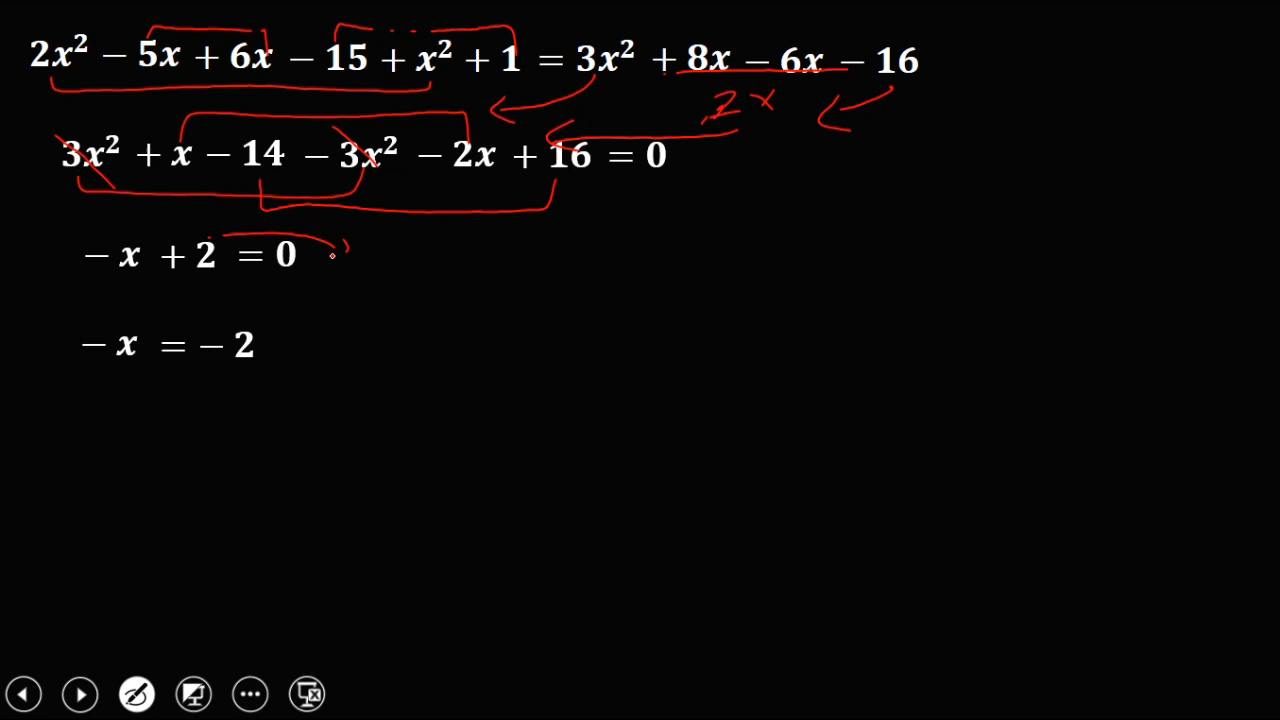 2x² − 5x + 6x − 15 + x² + 1 = 3x² + 8x − 6x − 16
2x
3x² + x − 14 − 3x² − 2x + 16 = 0
− x + 2 = 0
− x = − 2